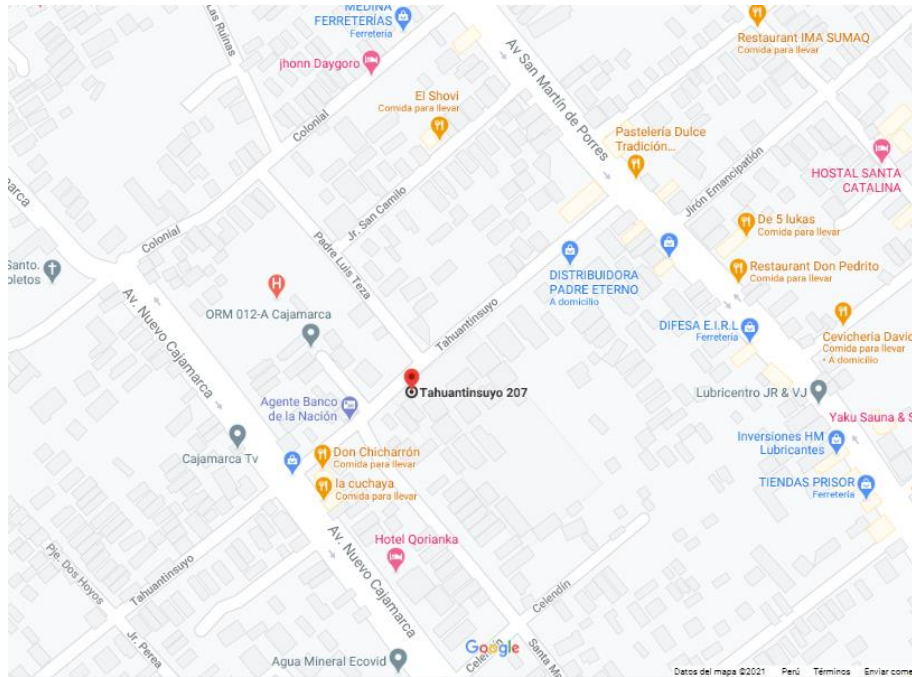 MEDINA
FERRETERÍAS
Ferretería
Las Ruinas
jhonn Daygoro
Av San Martín de Porres
Restaurant IMA SUMAQ
Comida para llevar
El Shovi
Comida para llevar
Colonial
Pastelería Dulce
Tradición...
HOSTAL SANTA
CATALINA
Jirón Emancipatión
Jr. San Camilo
De 5 lukas
Comida para llevar
Colonial
Padre Luis Teza
Santo.
oletos
DISTRIBUIDORA
PADRE ETERNO
A domicilio
Restaurant Don Pedrito
Comida para llevar
Av. Nuevo Cajamarca
ORM 012-A Cajamarca
Tahuantinsuyo
DIFESA E.I.R.L
Ferretería
Cevicheria David
Comida para llevar
• A domicilio
Tahuantinsuyo 207
Lubricentro JR & VJ
Agente Banco
de la Nación
Yaku Sauna & S
Cajamarca Tv
Don Chicharrón
Comida para llevar
Inversiones HM
Lubricantes
la cuchaya
Comida para llevar
TIENDAS PRISOR
Ferretería
Av. Nuevo Cajamarca
Hotel Qorianka
Pje. Dos Hoyos
Tahuantinsuyo
Celendín
Jr. Perea
Google
Agua Mineral Ecovid
Datos del mapa ©2021 Perú Términos Enviar come